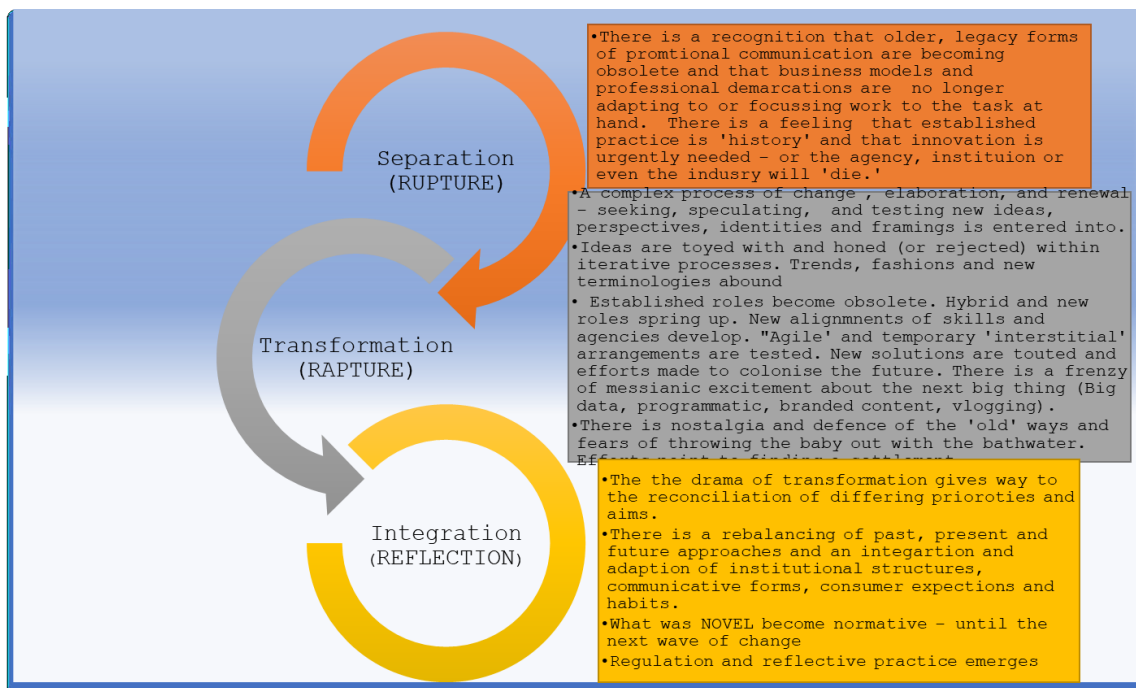 Separation
(RUPTURE)
•There is a recognition that older, legacy forms
of promtional communication are becoming
obsolete and that business models and
professional demarcations are no longer
adapting to or focussing work to the task at
hand. There is a feeling that established
practice is 'history' and that innovation is
urgently needed – or the agency, instituion or
even the indusry will 'die.'
Transformation
(RAPTURE)
•A complex process of change , elaboration, and renewal
– seeking, speculating, and testing new ideas,
perspectives, identities and framings is entered into.
•Ideas are toyed with and honed (or rejected) within
iterative processes. Trends, fashions and new
terminologies abound
• Established roles become obsolete. Hybrid and new
roles spring up. New alignmnents of skills and
agencies develop. "Agile' and temporary 'interstitial'
arrangements are tested. New solutions are touted and
efforts made to colonise the future. There is a frenzy
of messianic excitement about the next big thing (Big
data, programmatic, branded content, vlogging).
•There is nostalgia and defence of the 'old' ways and
fears of throwing the baby out with the bathwater.
Integration
(REFLECTION)
•The the drama of transformation gives way to
the reconciliation of differing prioroties and
aims.
•There is a rebalancing of past, present and
future approaches and an integartion and
adaption of institutional structures,
communicative forms, consumer expections and
habits.
•What was NOVEL become normative – until the
next wave of change
•Regulation and reflective practice emerges